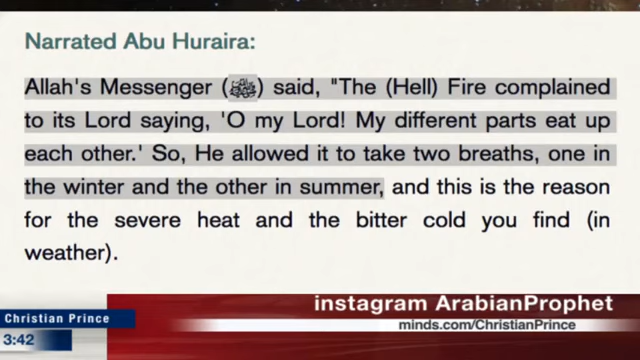 Narrated Abu Huraira:
Allah's Messenger (ﷺ) said, "The (Hell) Fire complained
to its Lord saying, 'O my Lord! My different parts eat up
each other.' So, He allowed it to take two breaths, one in
the winter and the other in summer, and this is the reason
for the severe heat and the bitter cold you find (in
weather).
instagram ArabianProphet
Christian Prince
minds.com/ChristianPrince
3:42